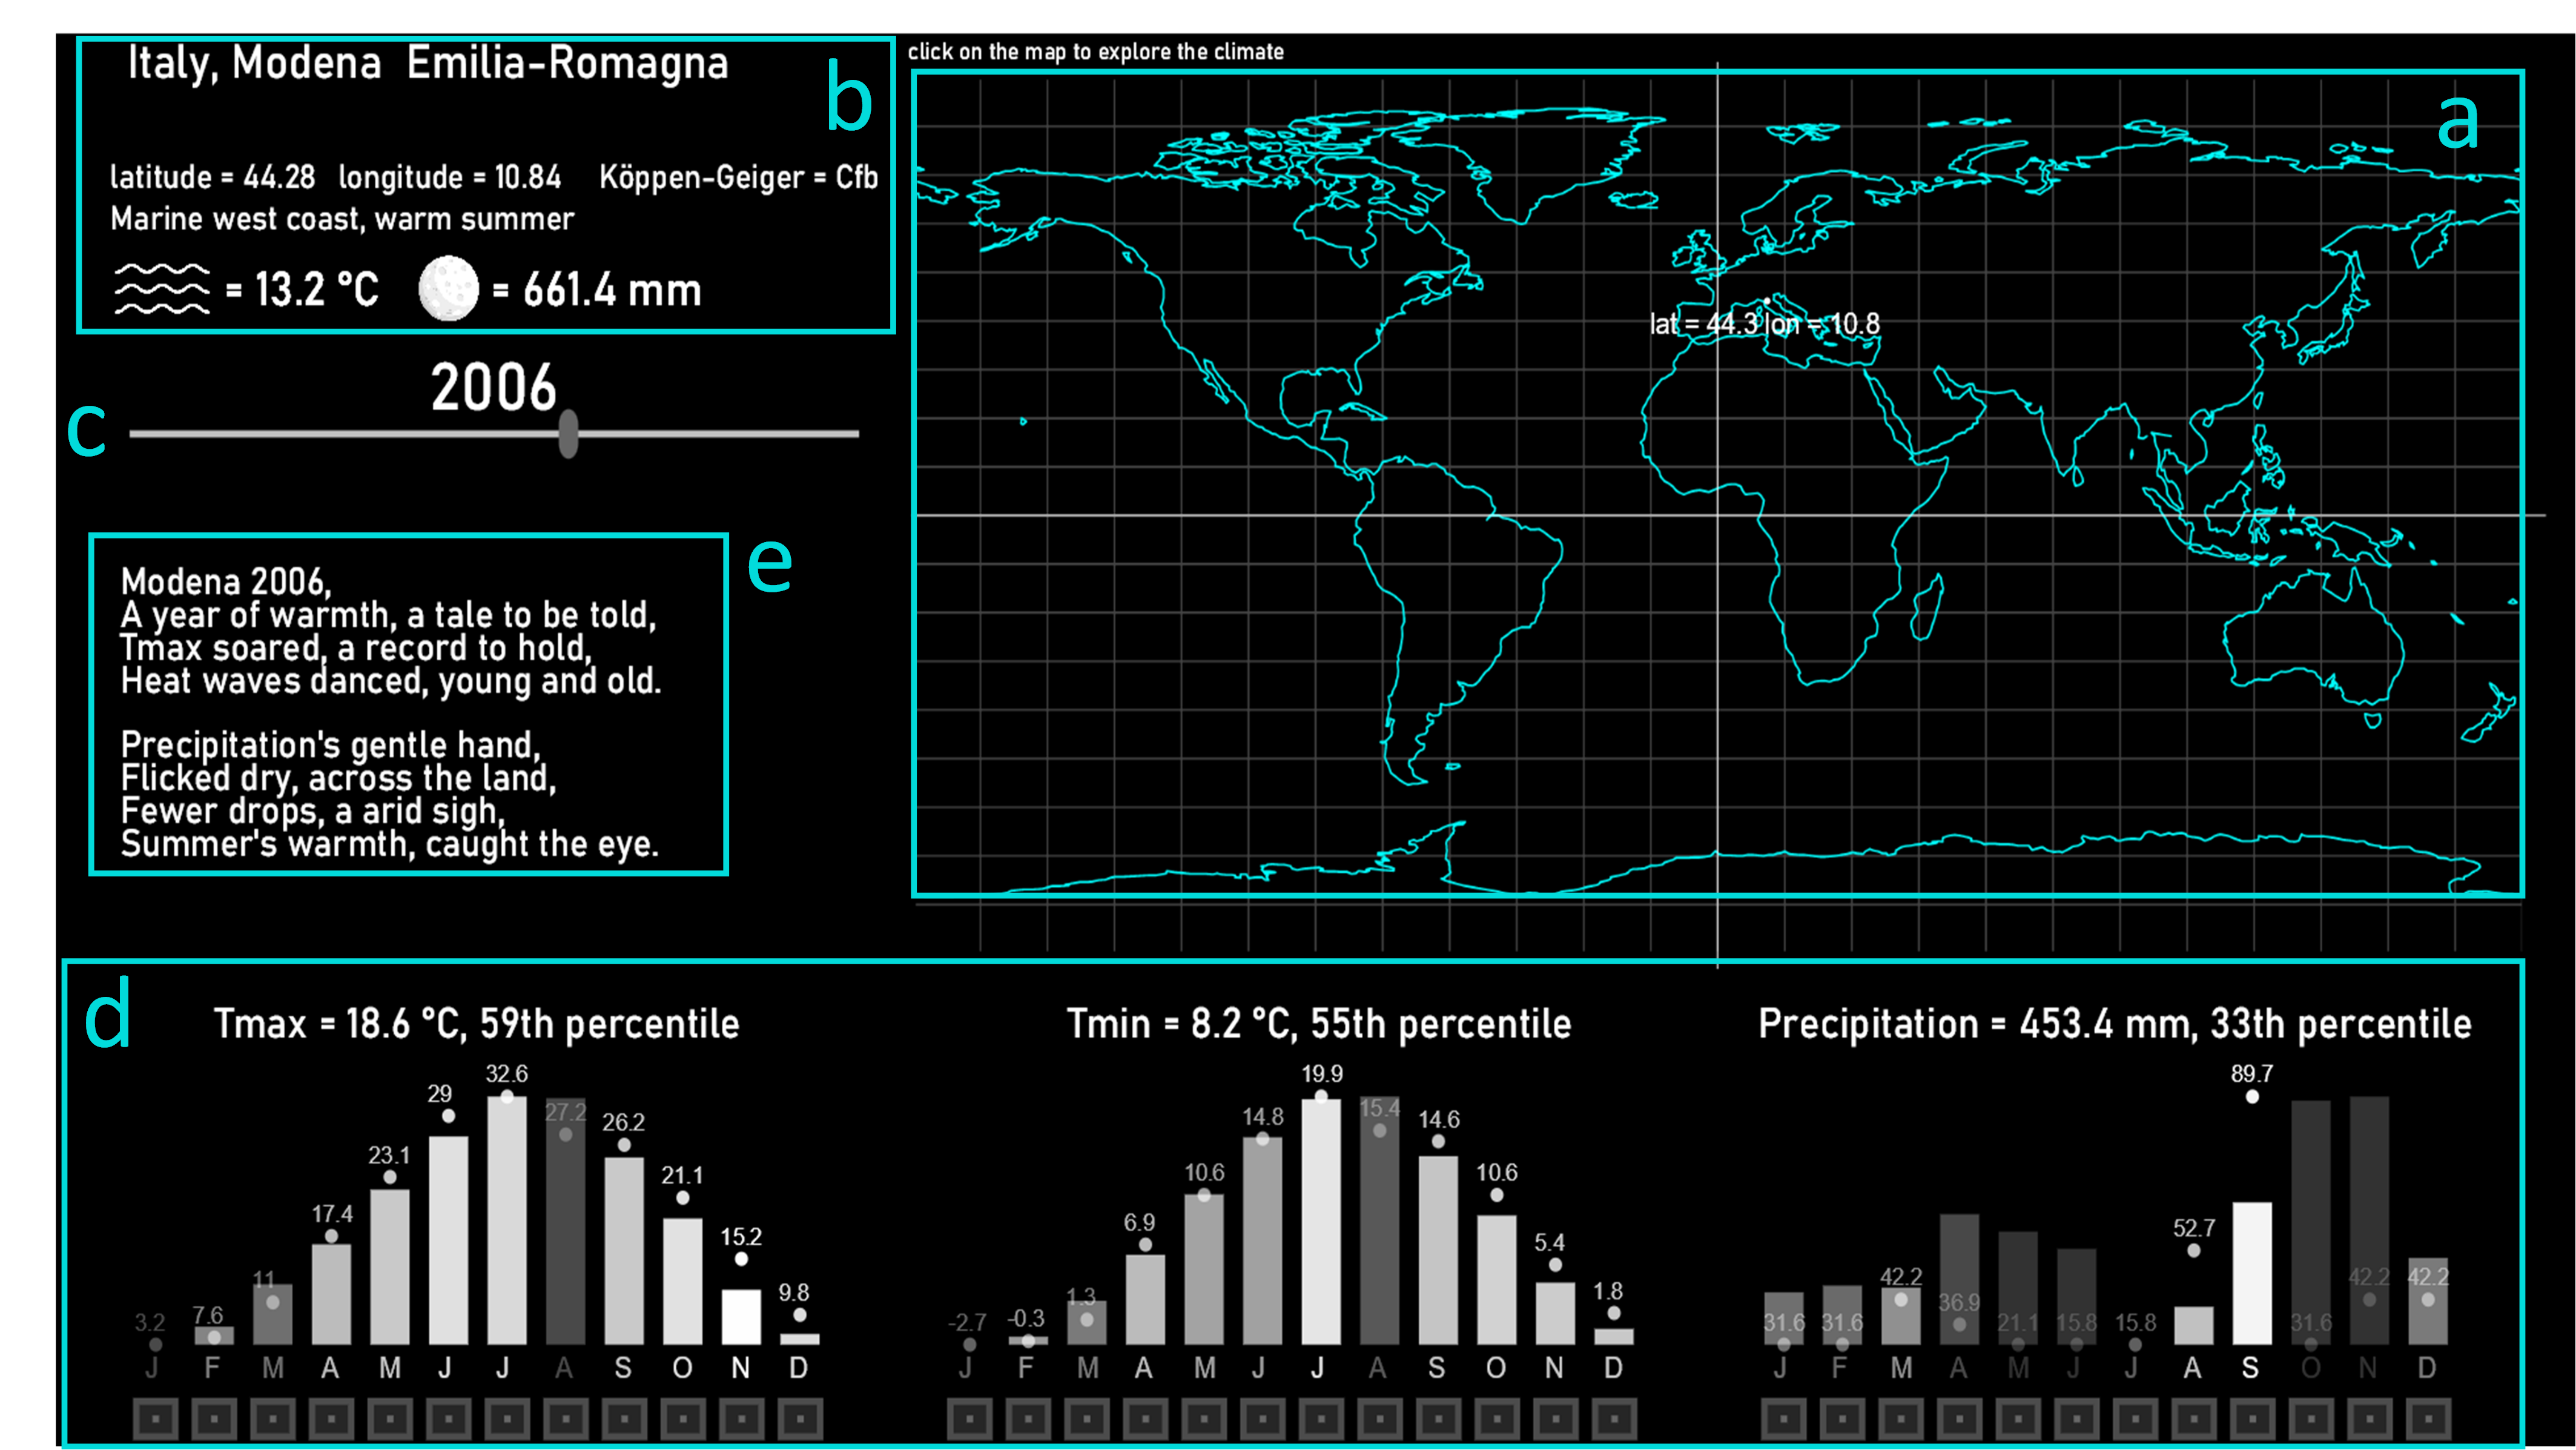 Italy, Modena  Emilia-Romagna
b
latitude = 44.28   longitude = 10.84   Köppen-Geiger = Cfb
Marine west coast, warm summer
= 13.2 °C   = 661.4 mm
2006
c
e
Modena 2006,
A year of warmth, a tale to be told,
Tmax soared, a record to hold,
Heat waves danced, young and old.
Precipitation's gentle hand,
Flicked dry, across the land,
Fewer drops, a arid sigh,
Summer's warmth, caught the eye.
click on the map to explore the climate
a
lat = 44.3 lon = 10.8
d
Tmax = 18.6 °C, 59th percentile
3.2 7.6 11 17.4 23.1 29 32.6 27.2 26.2 21.1 15.2 9.8
J F M A M J J A S O N D
Tmin = 8.2 °C, 55th percentile
-2.7 -0.3 1.3 6.9 10.6 14.8 19.9 15.4 14.6 10.6 5.4 1.8
J F M A M J J A S O N D
Precipitation = 453.4 mm, 33th percentile
31.6 31.6 42.2 36.9 21.1 15.8 15.8 52.7 89.7 31.6 42.2 42.2
J F M A M J J A S O N D